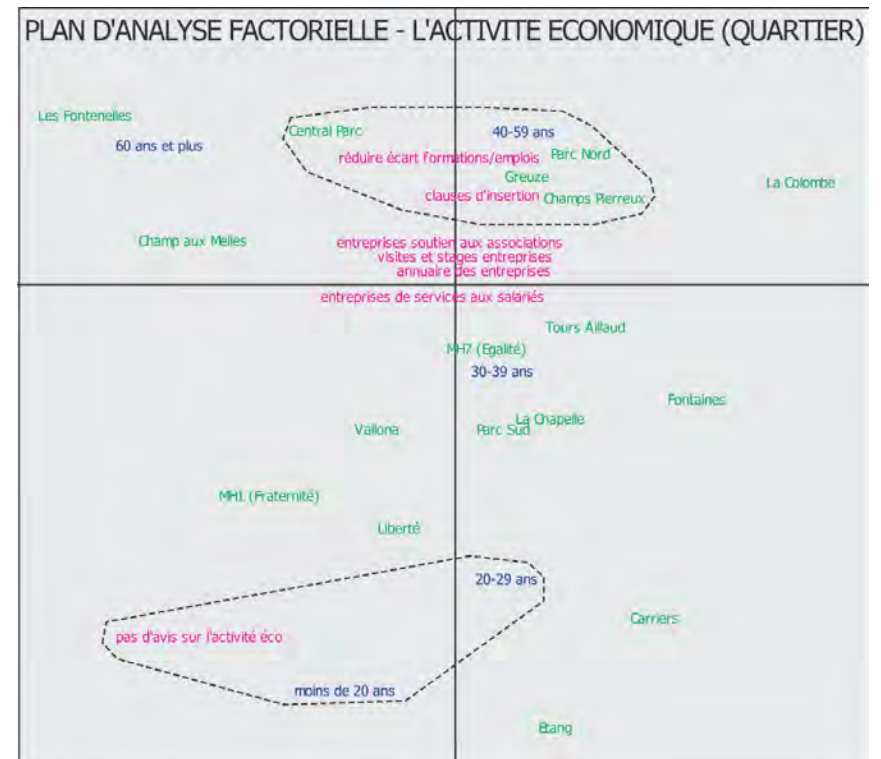 PLAN D'ANALYSE FACTORIELLE - L'ACTIVITE ECONOMIQUE (QUARTIER)
Les Fontenelles
60 ans et plus
Central Parc
40-59 ans
réduire écart formations/emplois
Parc Nord
Greuze
clauses d'insertion
Champs Pierreux
La Colombe
Champ aux Melles
entreprises soutien aux associations
visites et stages entreprises
annuaire des entreprises
entreprises de services aux salariés
Tours Aillaud
MH7 (Egalité)
30-39 ans
Fontaines
La Chapelle
Vallona
Parc Sud
MH1 (Fraternité)
Liberté
20-29 ans
Carriers
pas d'avis sur l'activité éco
moins de 20 ans
Etang